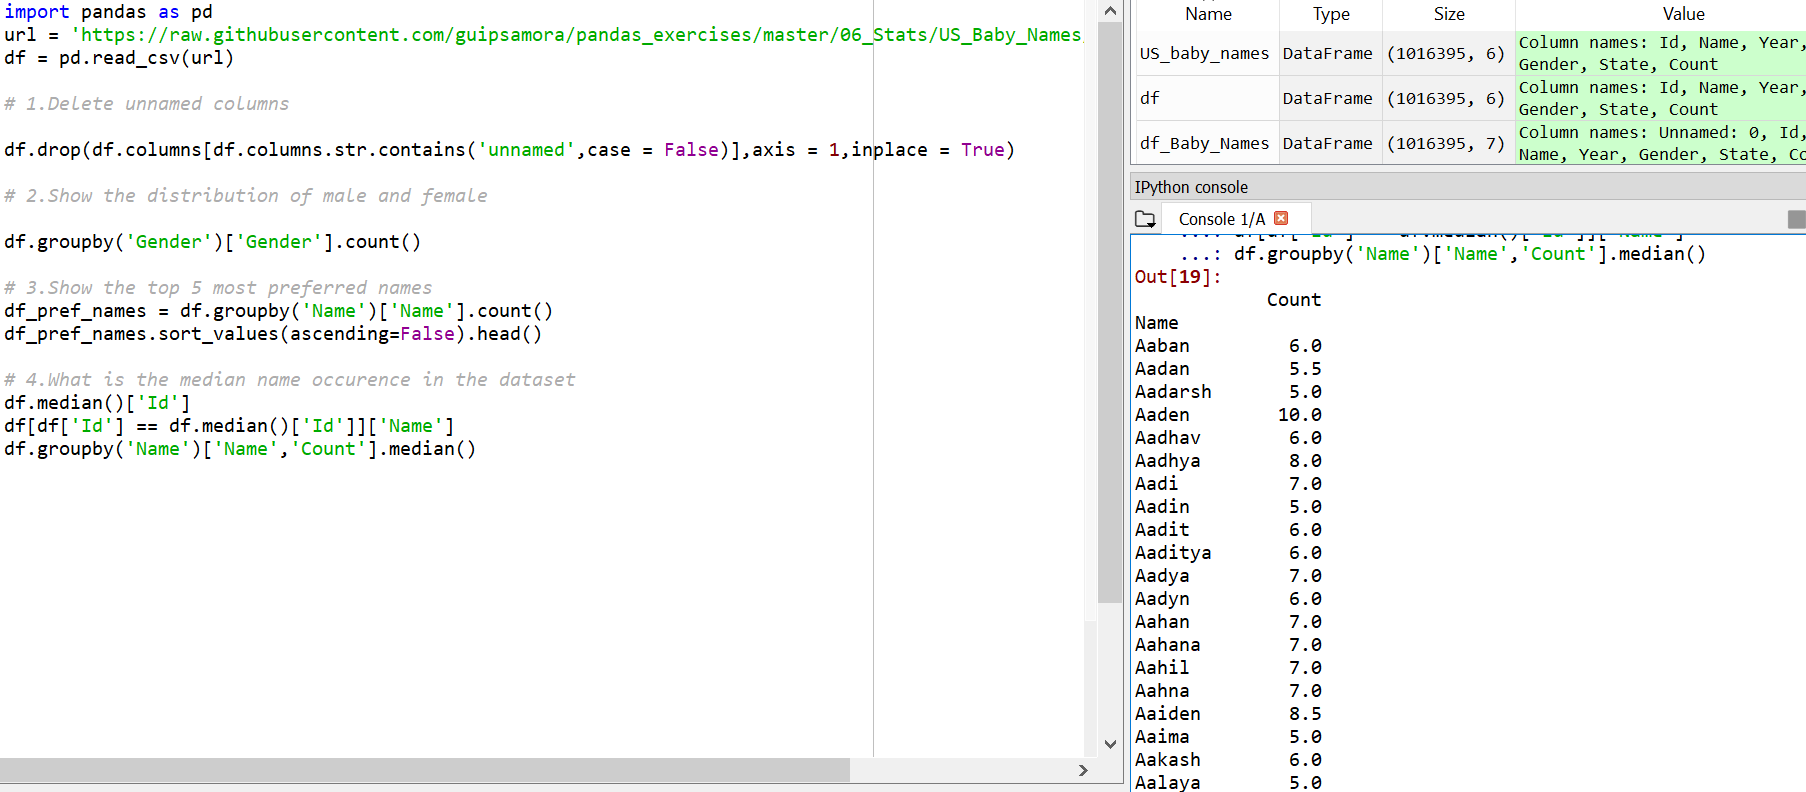 import pandas as pd
url = 'https://raw.githubusercontent.com/guipsamora/pandas_exercises/master/06_Stats/US_Baby_Names
df = pd.read_csv(url)
# 1.Delete unnamed columns
df.drop(df.columns[df.columns.str.contains('unnamed',case = False)],axis = 1,inplace = True)
# 2.Show the distribution of male and female
df.groupby('Gender')['Gender'].count()
# 3.Show the top 5 most preferred names
df_pref_names = df.groupby('Name')['Name'].count()
df_pref_names.sort_values(ascending=False).head()
# 4.What is the median name occurence in the dataset
df.median()['Id']
df[df['Id'] == df.median()['Id']]['Name']
df.groupby('Name')['Name','Count'].median()
Name Type Size Value
US_baby_names DataFrame (1016395, 6) Column names: Id, Name, Year,
Gender, State, Count
df DataFrame (1016395, 6) Column names: Id, Name, Year,
Gender, State, Count
df_Baby_Names DataFrame (1016395, 7) Column names: Unnamed: 0, Id,
Name, Year, Gender, State, Co
IPython console
Console 1/A
...: df.groupby('Name')['Name','Count'].median()
Out[19]:
Count
Name
Aaban 6.0
Aadan 5.5
Aadarsh 5.0
Aaden 10.0
Aadhav 6.0
Aadhya 8.0
Aadi 7.0
Aadin 5.0
Aadit 6.0
Aaditya 6.0
Aadya 7.0
Aadyn 6.0
Aahan 7.0
Aahana 7.0
Aahil 7.0
Aahna 7.0
Aaiden 8.5
Aaima 5.0
Aakash 6.0
Aalaya 5.0